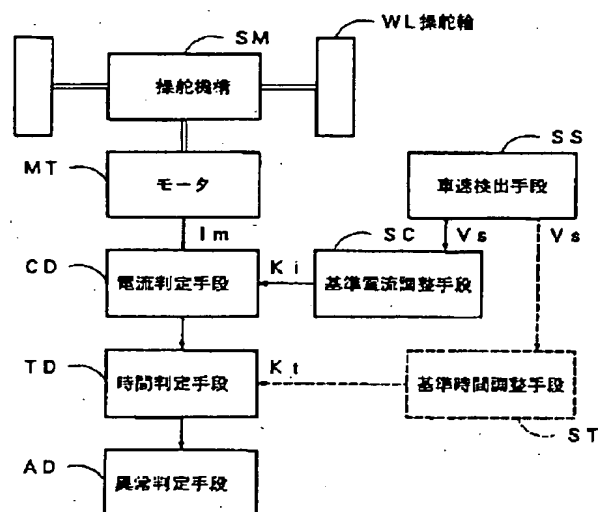 WL操舵輪
SM
操舵機構
SS
MT
モータ
車速検出手段
Im
SC
Vs
Vs
CD
電流判定手段
Ki
基準電流調整手段
TD
時間判定手段
Kt
基準時間調整手段
ST
AD
異常判定手段